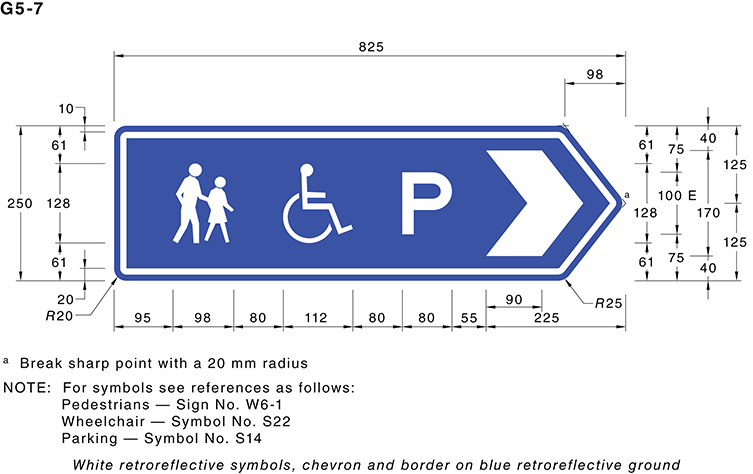 G5-7
825
98
10
61
250
128
61
20
R20
P
61
75
40
100 E
a
125
128
170
125
61
75
40
90
R25
95
98
80
112
80
80
55
225
a Break sharp point with a 20 mm radius
NOTE: For symbols see references as follows:
Pedestrians — Sign No. W6-1
Wheelchair — Symbol No. S22
Parking — Symbol No. S14
White retroreflective symbols, chevron and border on blue retroreflective ground